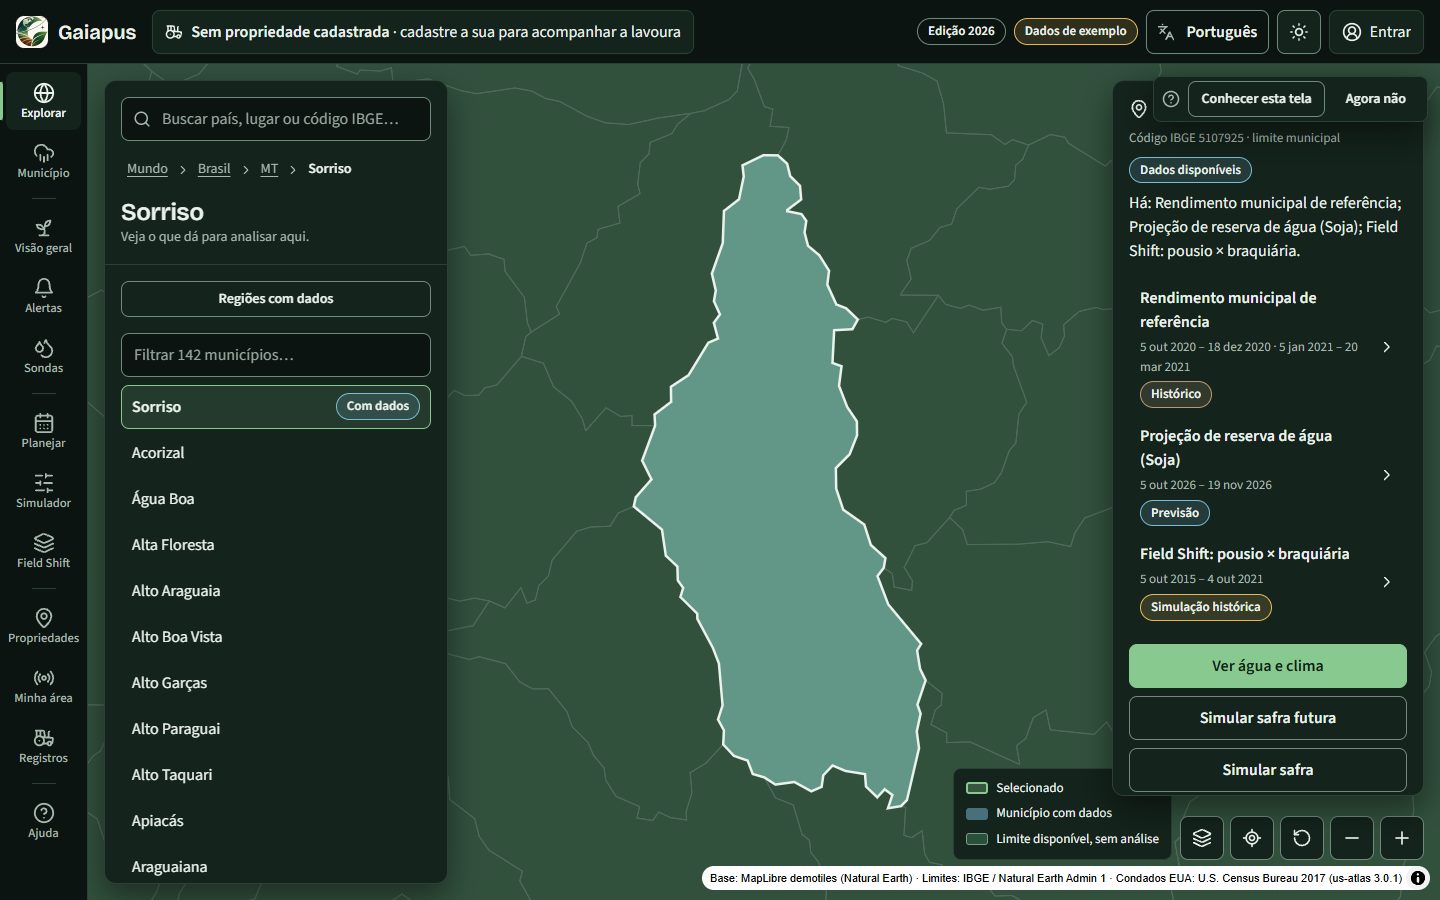 Gaiapus
Sem propriedade cadastrada · cadastre a sua para acompanhar a lavoura
Edição 2026
Dados de exemplo
Português
Entrar
Explorar
Município
Visão geral
Alertas
Sondas
Planejar
Simulador
Field Shift
Propriedades
Minha área
Registros
Ajuda
Buscar país, lugar ou código IBGE…
Mundo > Brasil > MT > Sorriso
Sorriso
Veja o que dá para analisar aqui.
Regiões com dados
Filtrar 142 municípios…
Sorriso
Com dados
Acorizal
Água Boa
Alta Floresta
Alto Araguaia
Alto Boa Vista
Alto Garças
Alto Paraguai
Alto Taquari
Apiacás
Araguaiana
Conhecer esta tela
Agora não
Código IBGE 5107925 · limite municipal
Dados disponíveis
Há: Rendimento municipal de referência;
Projeção de reserva de água (Soja); Field
Shift: pousio × braquiária.
Rendimento municipal de
referência
5 out 2020 – 18 dez 2020 · 5 jan 2021 – 20
mar 2021
Histórico
Projeção de reserva de água
(Soja)
5 out 2026 – 19 nov 2026
Previsão
Field Shift: pousio × braquiária
5 out 2015 – 4 out 2021
Simulação histórica
Ver água e clima
Simular safra futura
Simular safra
Selecionado
Município com dados
Limite disponível, sem análise
Base: MapLibre demotiles (Natural Earth) · Limites: IBGE / Natural Earth Admin 1 · Condados EUA: U.S. Census Bureau 2017 (us-atlas 3.0.1)